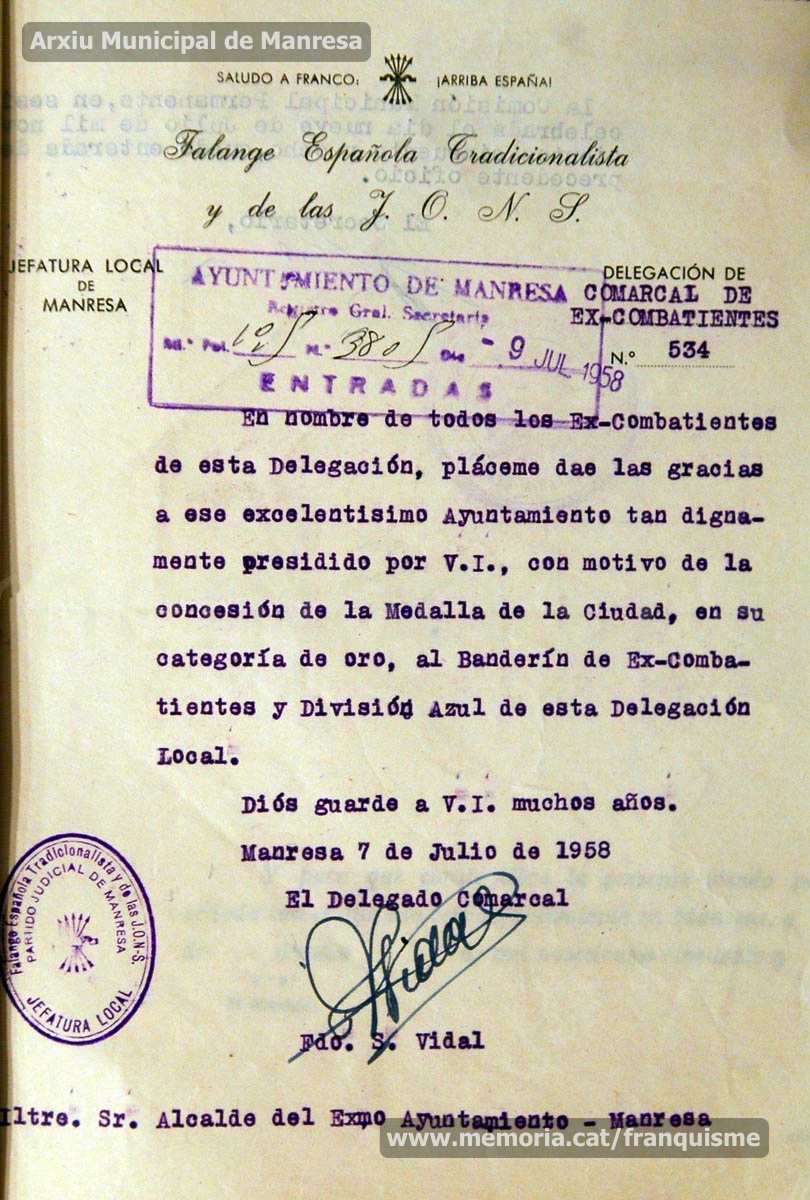 Arxiu Municipal de Manresa
SALUDO A FRANCO: ¡ARRIBA ESPAÑA!
Falange Española Tradicionalista
y de las J. O. N. S.
JEFATURA LOCAL
DE
MANRESA
DELEGACIÓN DE
COMARCAL DE
EX-COMBATIENTES
N.º 534
AYUNTAMIENTO DE MANRESA
Registro Gral. Secretaría
N.º 3805 Día - 9 JUL 1958
ENTRADAS
En nombre de todos los Ex-Combatientes
de esta Delegación, pláceme dae las gracias
a ese excelentisimo Ayuntamiento tan digna-
mente presidido por V.I., con motivo de la
concesión de la Medalla de la Ciudad, en su
categoría de oro, al Banderín de Ex-Comba-
tientes y División Azul de esta Delegación
Local.
Diós guarde a V.I. muchos años.
Manresa 7 de Julio de 1958
El Delegado Comarcal
Falange Española Tradicionalista y de las J.O.N-S.
PARTIDO JUDICIAL DE MANRESA
JEFATURA LOCAL
Vidal
Fdo. S. Vidal
Iltre. Sr. Alcalde del Exmo Ayuntamiento - Manresa
www.memoria.cat/franquisme